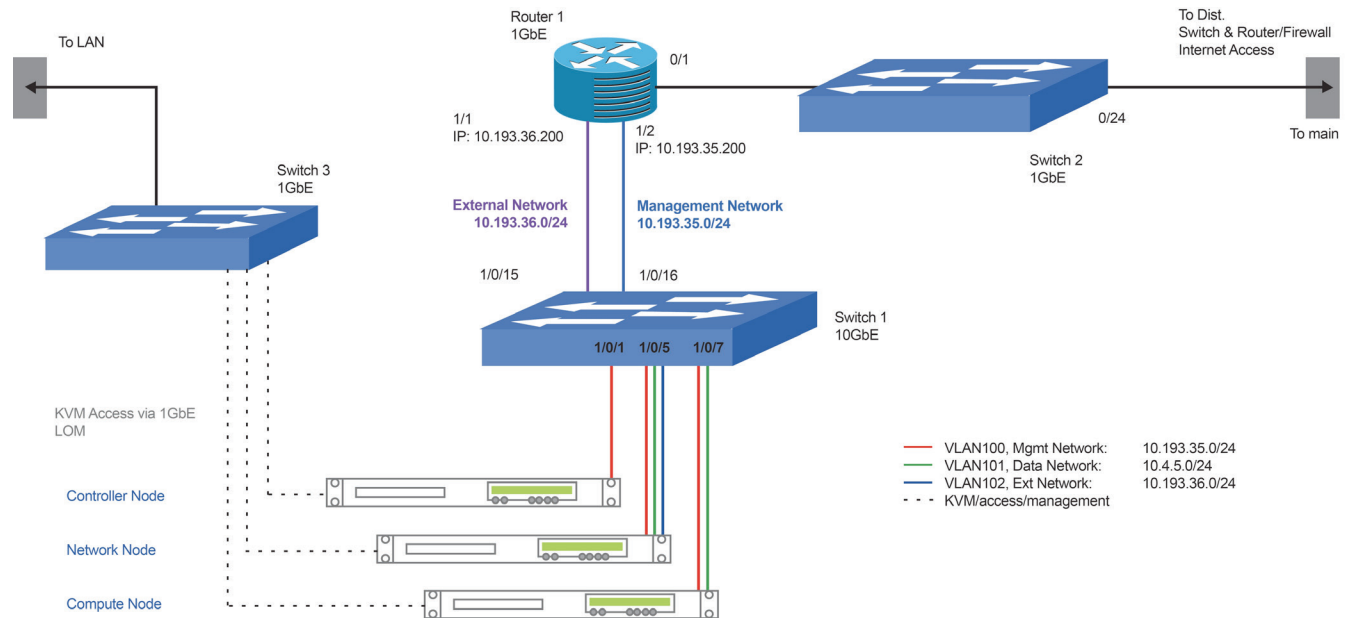 Router 1
1GbE
To Dist.
Switch & Router/Firewall
Internet Access
To LAN
0/1
1/1
IP: 10.193.36.200
1/2
IP: 10.193.35.200
0/24
To main
Switch 2
1GbE
Switch 3
1GbE
External Network
10.193.36.0/24
Management Network
10.193.35.0/24
1/0/15
1/0/16
Switch 1
10GbE
1/0/1
1/0/5
1/0/7
KVM Access via 1GbE
LOM
VLAN100, Mgmt Network: 10.193.35.0/24
VLAN101, Data Network: 10.4.5.0/24
VLAN102, Ext Network: 10.193.36.0/24
KVM/access/management
Controller Node
Network Node
Compute Node